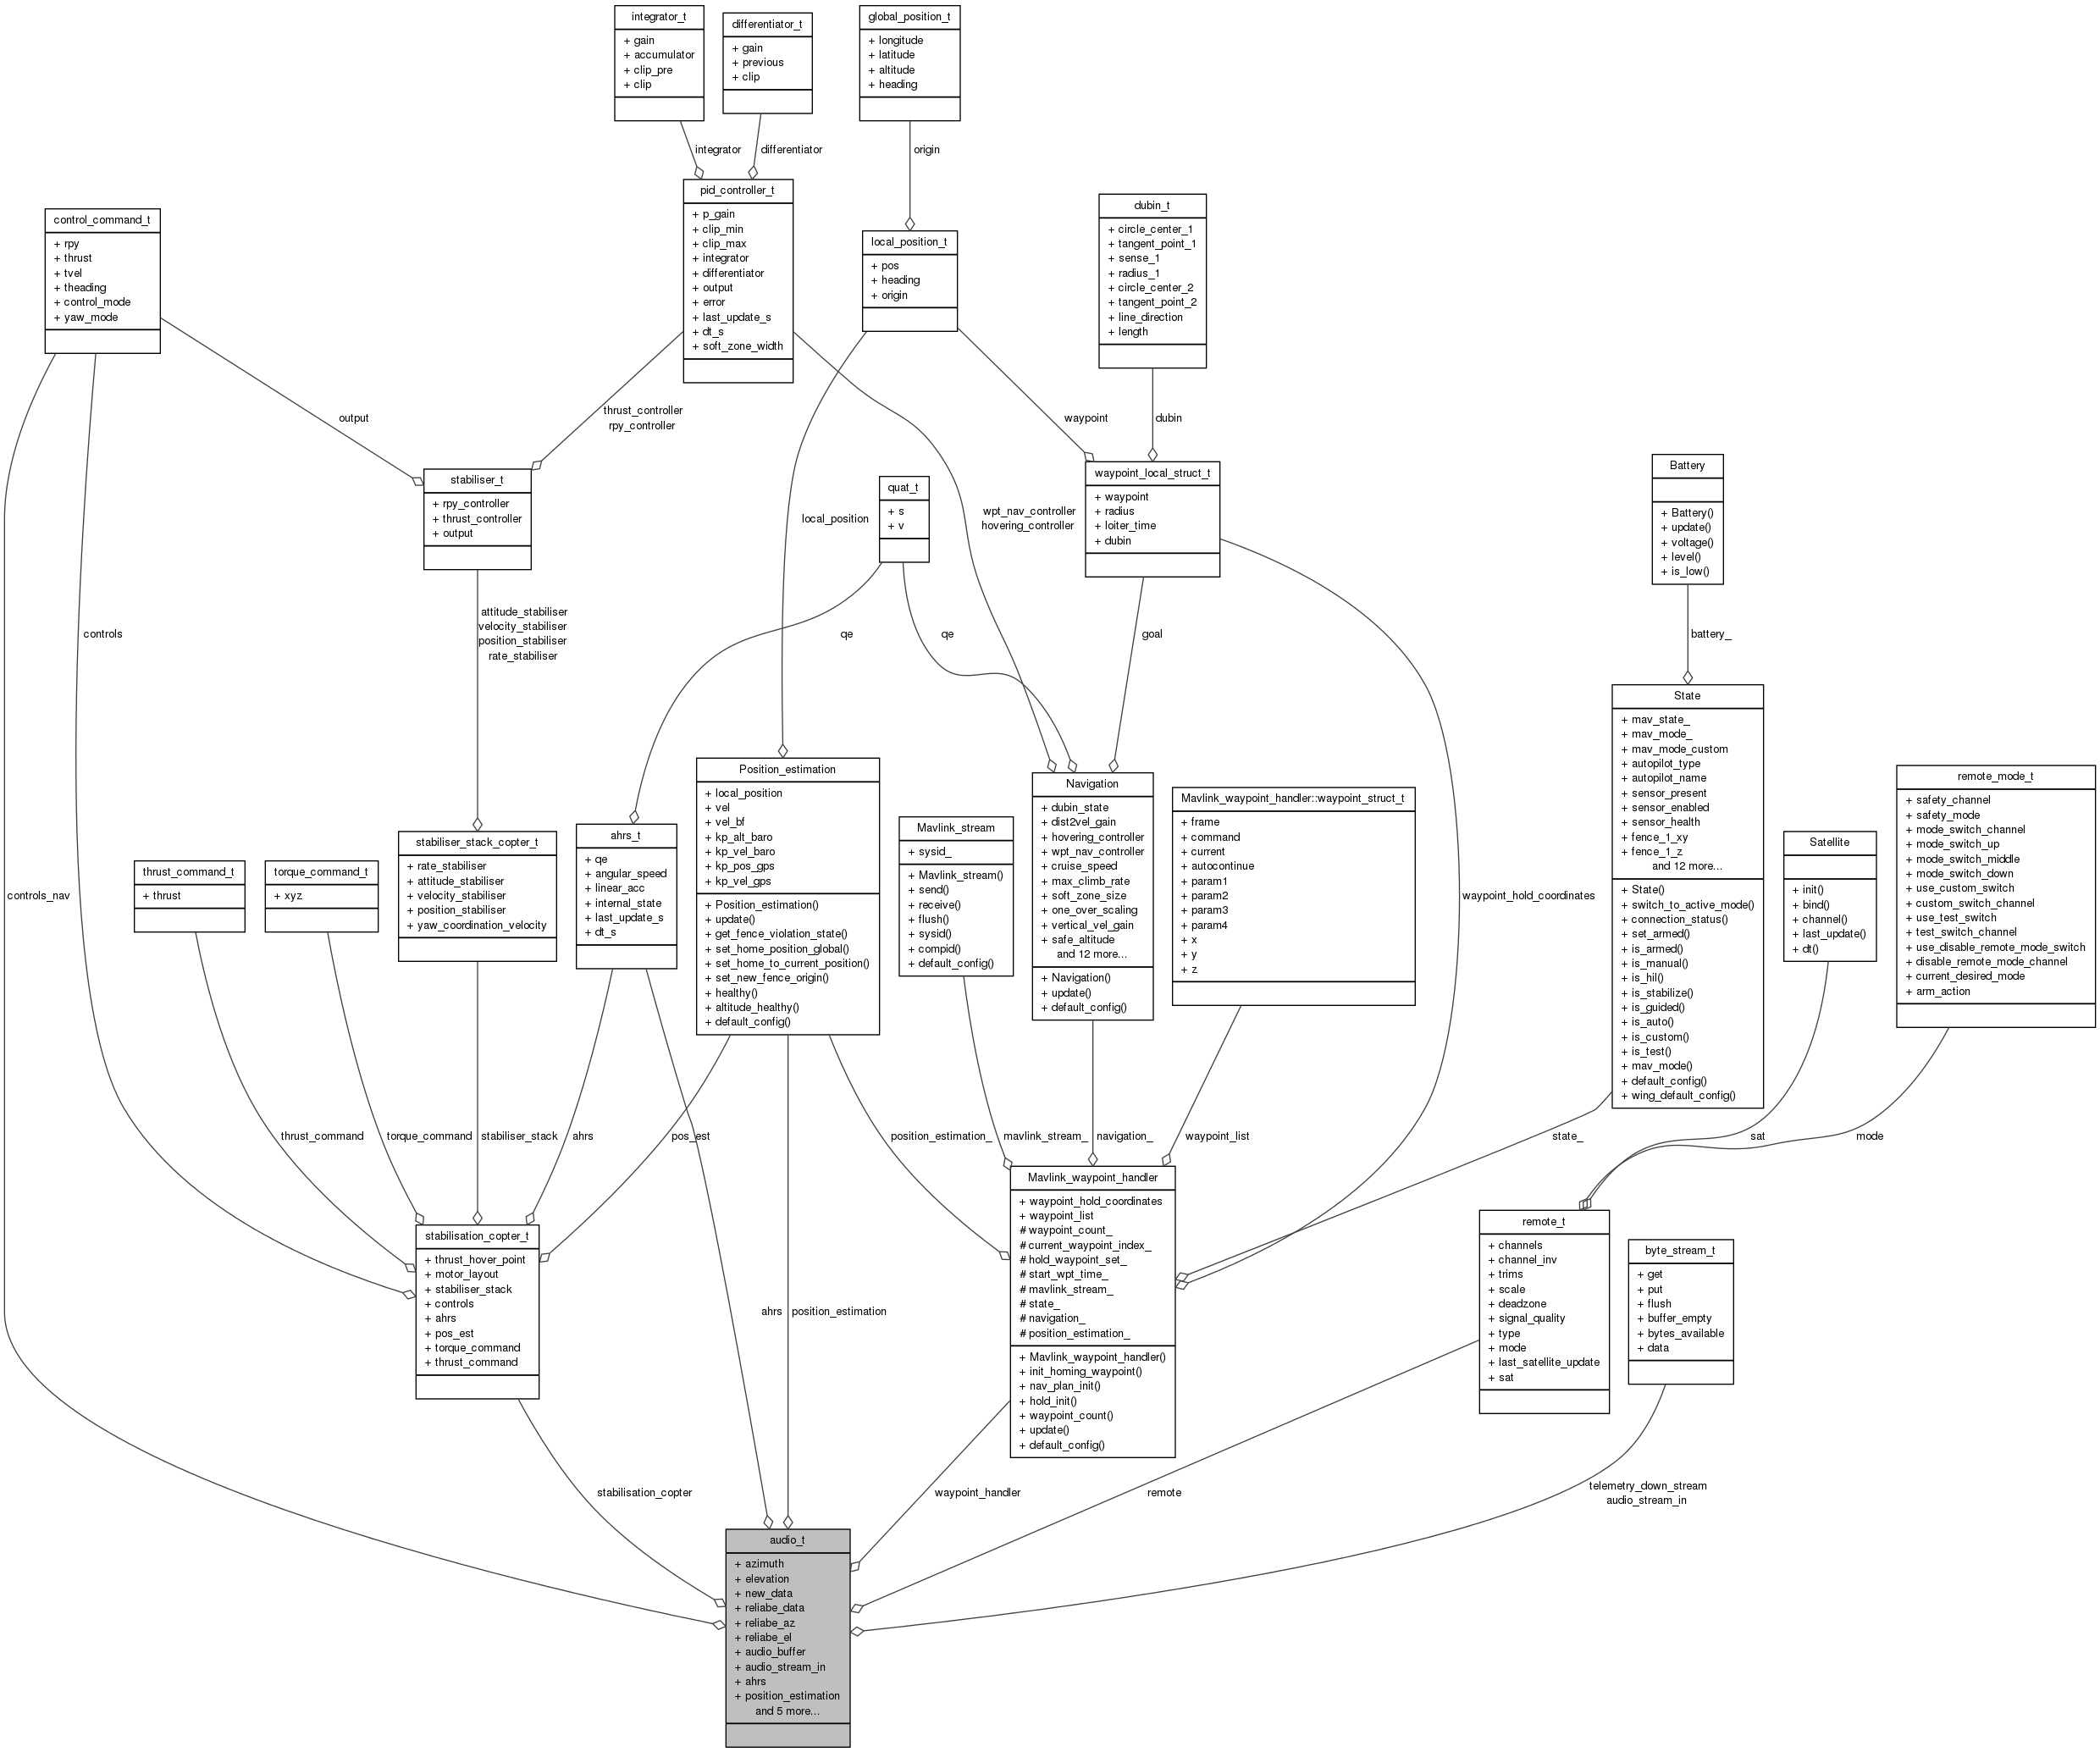 integrator_t
+ gain
+ accumulator
+ clip_pre
+ clip
differentiator_t
+ gain
+ previous
+ clip
global_position_t
+ longitude
+ latitude
+ altitude
+ heading
integrator
differentiator
origin
pid_controller_t
+ p_gain
+ clip_min
+ clip_max
+ integrator
+ differentiator
+ output
+ error
+ last_update_s
+ dt_s
+ soft_zone_width
control_command_t
+ rpy
+ thrust
+ tvel
+ theading
+ control_mode
+ yaw_mode
local_position_t
+ pos
+ heading
+ origin
dubin_t
+ circle_center_1
+ tangent_point_1
+ sense_1
+ radius_1
+ circle_center_2
+ tangent_point_2
+ line_direction
+ length
output
thrust_controller
rpy_controller
waypoint
dubin
stabiliser_t
+ rpy_controller
+ thrust_controller
+ output
quat_t
+ s
+ v
local_position
wpt_nav_controller
hovering_controller
waypoint_local_struct_t
+ waypoint
+ radius
+ loiter_time
+ dubin
Battery
+ Battery()
+ update()
+ voltage()
+ level()
+ is_low()
controls
attitude_stabiliser
velocity_stabiliser
position_stabiliser
rate_stabiliser
qe
qe
goal
battery_
State
+ mav_state_
+ mav_mode_
+ mav_mode_custom
+ autopilot_type
+ autopilot_name
+ sensor_present
+ sensor_enabled
+ sensor_health
+ fence_1_xy
+ fence_1_z
and 12 more...
+ State()
+ switch_to_active_mode()
+ connection_status()
+ set_armed()
+ is_armed()
+ is_manual()
+ is_hil()
+ is_stabilize()
+ is_guided()
+ is_auto()
+ is_custom()
+ is_test()
+ mav_mode()
+ default_config()
+ wing_default_config()
remote_mode_t
+ safety_channel
+ safety_mode
+ mode_switch_channel
+ mode_switch_up
+ mode_switch_middle
+ mode_switch_down
+ use_custom_switch
+ custom_switch_channel
+ use_test_switch
+ test_switch_channel
+ use_disable_remote_mode_switch
+ disable_remote_mode_channel
+ current_desired_mode
+ arm_action
Satellite
+ init()
+ bind()
+ channel()
+ last_update()
+ dt()
Position_estimation
+ local_position
+ vel
+ vel_bf
+ kp_alt_baro
+ kp_vel_baro
+ kp_pos_gps
+ kp_vel_gps
+ Position_estimation()
+ update()
+ get_fence_violation_state()
+ set_home_position_global()
+ set_home_to_current_position()
+ set_new_fence_origin()
+ healthy()
+ altitude_healthy()
+ default_config()
Navigation
+ dubin_state
+ dist2vel_gain
+ hovering_controller
+ wpt_nav_controller
+ cruise_speed
+ max_climb_rate
+ soft_zone_size
+ one_over_scaling
+ vertical_vel_gain
+ safe_altitude
and 12 more...
+ Navigation()
+ update()
+ default_config()
Mavlink_waypoint_handler::waypoint_struct_t
+ frame
+ command
+ current
+ autocontinue
+ param1
+ param2
+ param3
+ param4
+ x
+ y
+ z
Mavlink_stream
+ sysid_
+ Mavlink_stream()
+ send()
+ receive()
+ flush()
+ sysid()
+ compid()
+ default_config()
ahrs_t
+ qe
+ angular_speed
+ linear_acc
+ internal_state
+ last_update_s
+ dt_s
stabiliser_stack_copter_t
+ rate_stabiliser
+ attitude_stabiliser
+ velocity_stabiliser
+ position_stabiliser
+ yaw_coordination_velocity
thrust_command_t
+ thrust
torque_command_t
+ xyz
controls_nav
waypoint_hold_coordinates
thrust_command
torque_command
stabiliser_stack
ahrs
pos_est
position_estimation_
mavlink_stream_
navigation_
waypoint_list
state_
sat
mode
stabilisation_copter_t
+ thrust_hover_point
+ motor_layout
+ stabiliser_stack
+ controls
+ ahrs
+ pos_est
+ torque_command
+ thrust_command
Mavlink_waypoint_handler
+ waypoint_hold_coordinates
+ waypoint_list
# waypoint_count_
# current_waypoint_index_
# hold_waypoint_set_
# start_wpt_time_
# mavlink_stream_
# state_
# navigation_
# position_estimation_
+ Mavlink_waypoint_handler()
+ init_homing_waypoint()
+ nav_plan_init()
+ hold_init()
+ waypoint_count()
+ update()
+ default_config()
remote_t
+ channels
+ channel_inv
+ trims
+ scale
+ deadzone
+ signal_quality
+ type
+ mode
+ last_satellite_update
+ sat
byte_stream_t
+ get
+ put
+ flush
+ buffer_empty
+ bytes_available
+ data
ahrs
position_estimation
stabilisation_copter
waypoint_handler
remote
telemetry_down_stream
audio_stream_in
audio_t
+ azimuth
+ elevation
+ new_data
+ reliabe_data
+ reliabe_az
+ reliabe_el
+ audio_buffer
+ audio_stream_in
+ ahrs
+ position_estimation
and 5 more...